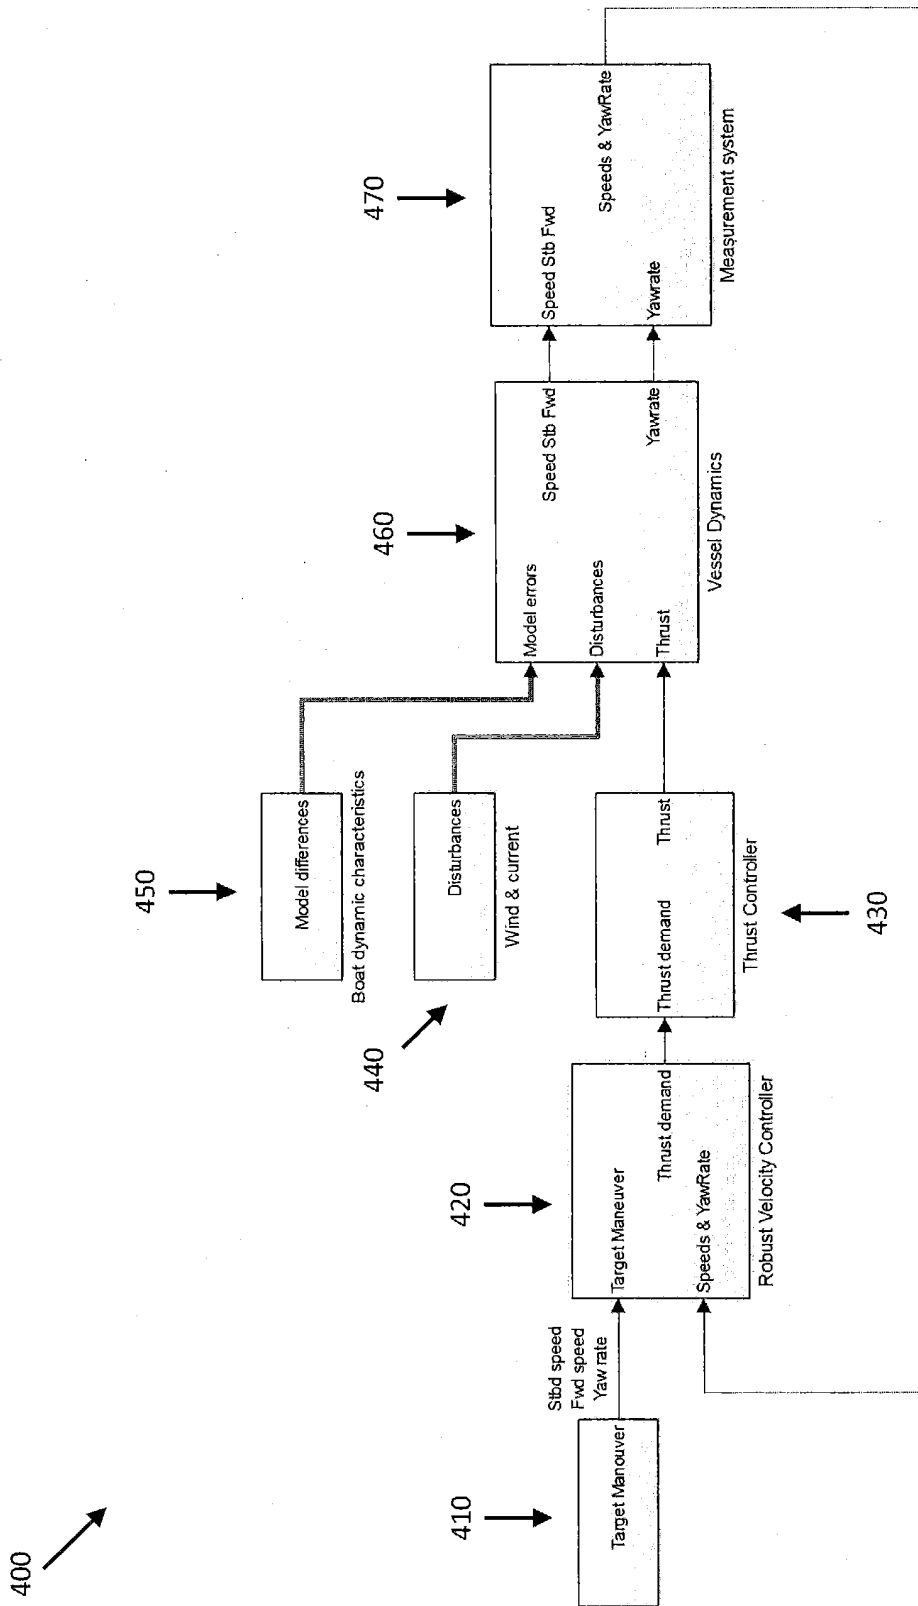 400
410
Target Manouver
Stbd speed
Fwd speed
Yaw rate
420
Target Maneuver
Thrust demand
Speeds & YawRate
Robust Velocity Controller
430
Thrust demand
Thrust
Thrust Controller
440
Disturbances
Wind & current
450
Model differences
Boat dynamic characteristics
460
Model errors
Speed Stb Fwd
Disturbances
Thrust
Yawrate
Vessel Dynamics
470
Speed Stb Fwd
Speeds & YawRate
Yawrate
Measurement system